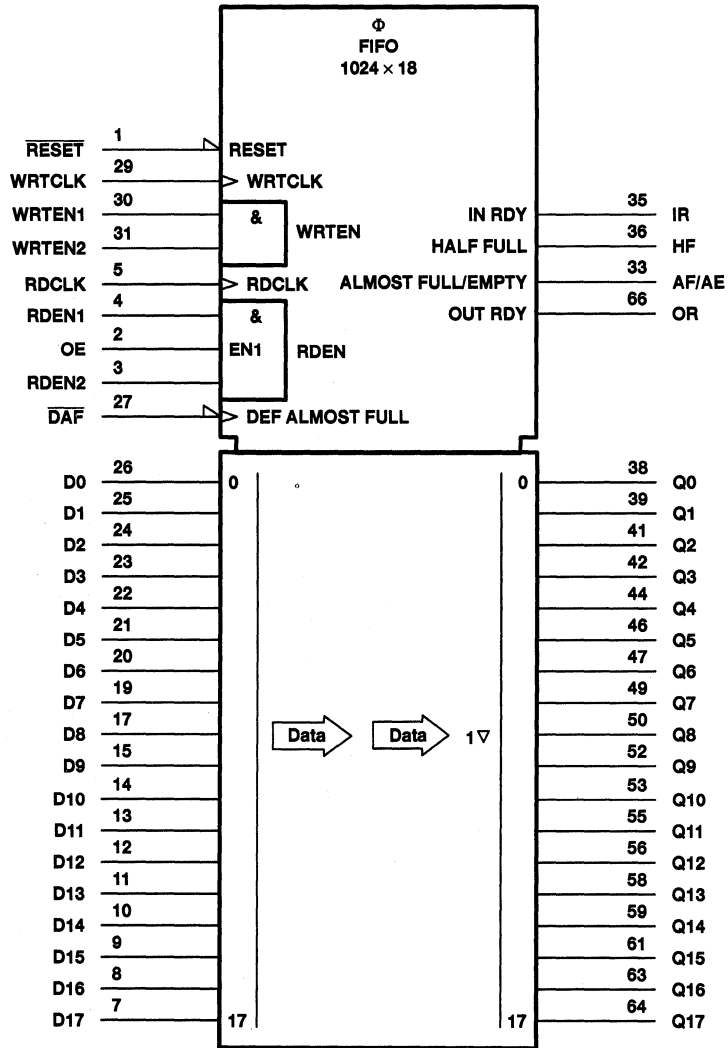 Φ
FIFO
1024 × 18
RESET 1 RESET
WRTCLK 29 WRTCLK
WRTEN1 30 & IN RDY 35 IR
WRTEN2 31 WRTEN HALF FULL 36 HF
RDCLK 5 RDCLK ALMOST FULL/EMPTY 33 AF/AE
RDEN1 4 & OUT RDY 66 OR
OE 2 EN1 RDEN
RDEN2 3
DAF 27 DEF ALMOST FULL
D0 26 0 0 38 Q0
D1 25 39 Q1
D2 24 41 Q2
D3 23 42 Q3
D4 22 44 Q4
D5 21 46 Q5
D6 20 47 Q6
D7 19 49 Q7
D8 17 Data Data 1▽ 50 Q8
D9 15 52 Q9
D10 14 53 Q10
D11 13 55 Q11
D12 12 56 Q12
D13 11 58 Q13
D14 10 59 Q14
D15 9 61 Q15
D16 8 63 Q16
D17 7 17 17 64 Q17